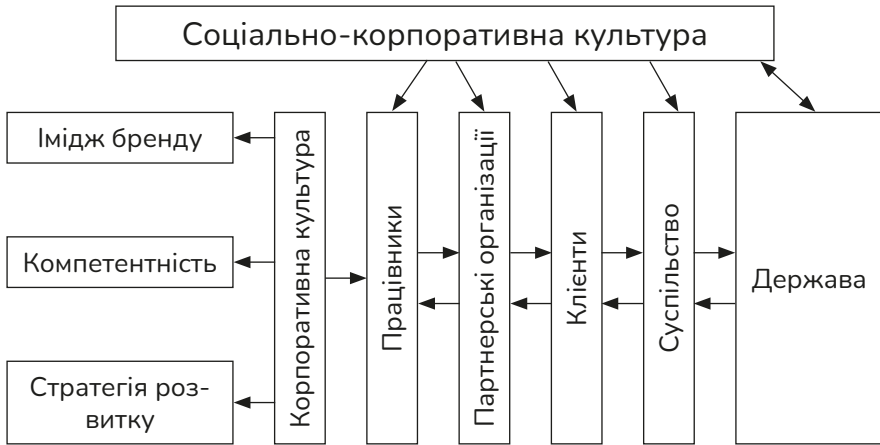 Соціально-корпоративна культура
Імідж бренду
Компетентність
Стратегія роз-
витку
Корпоративна культура
Працівники
Партнерські організації
Клієнти
Суспільство
Держава